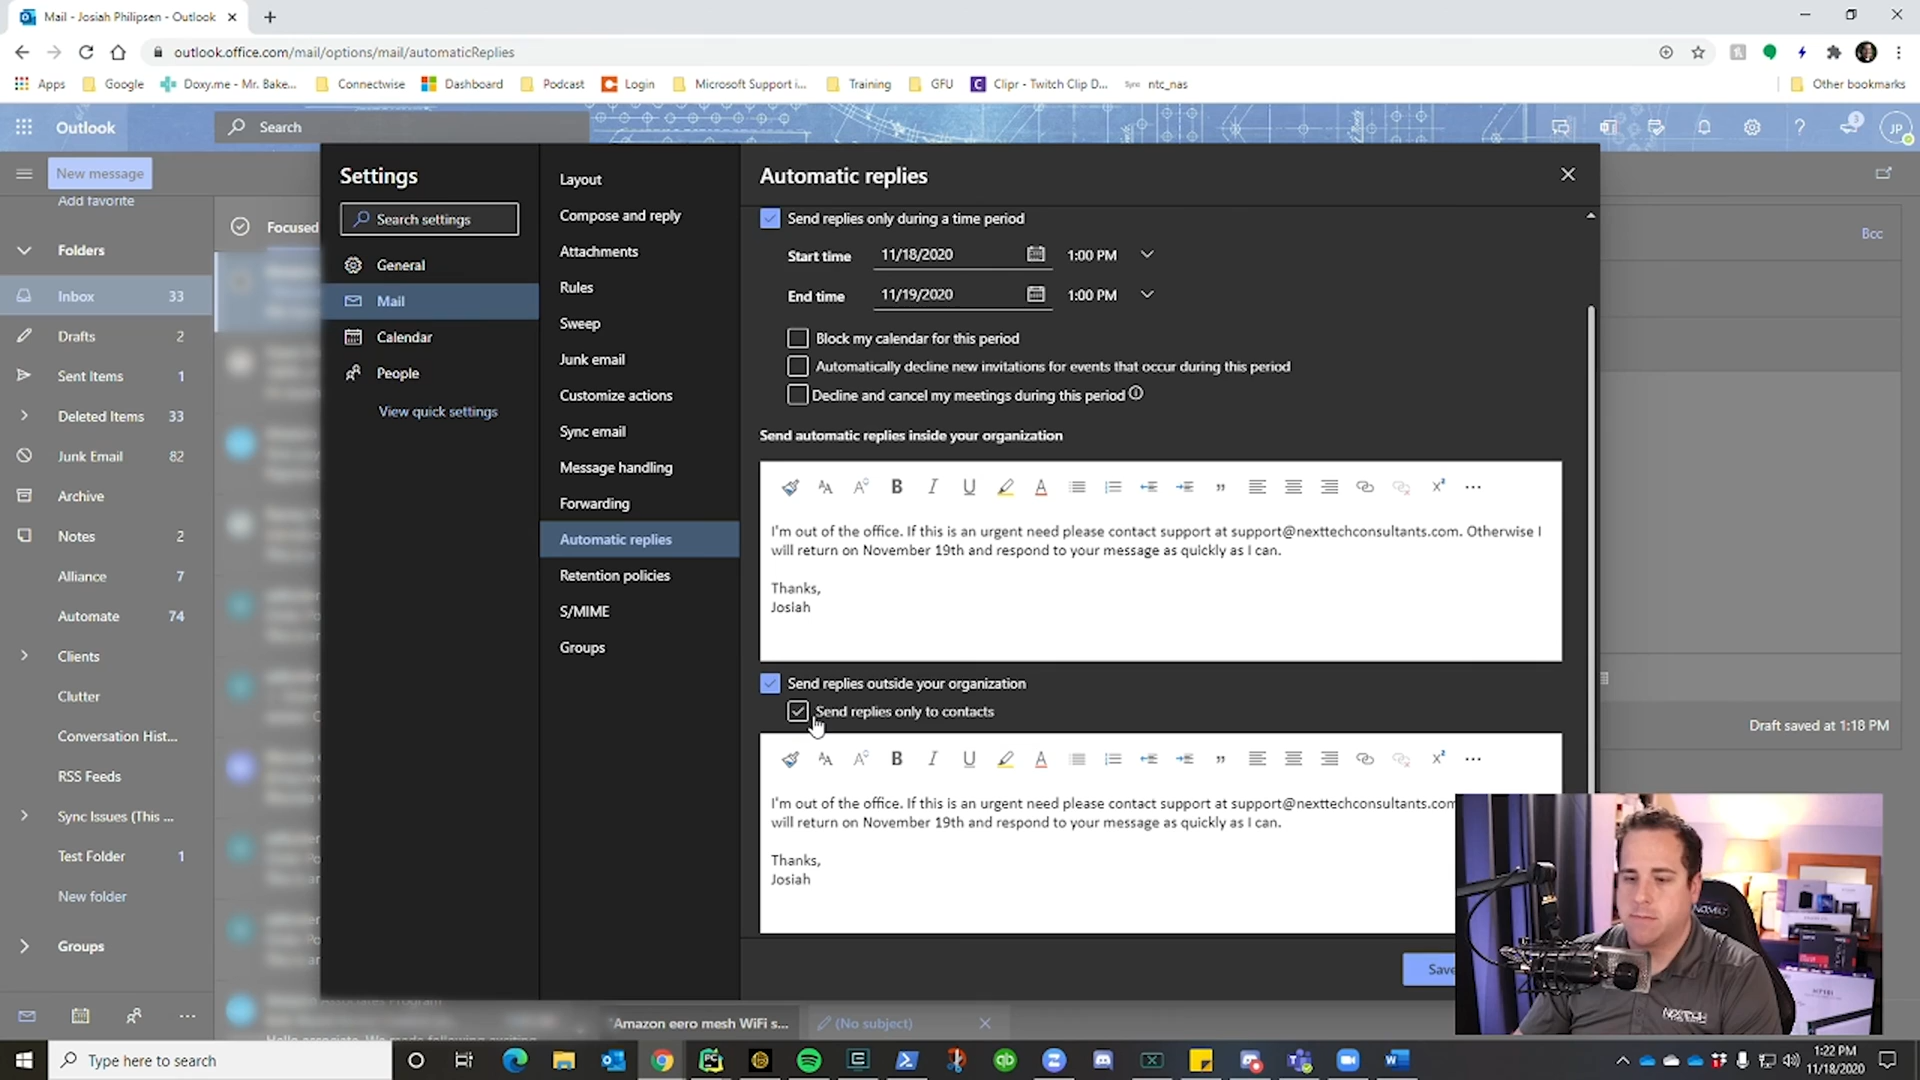 Mail - Josiah Philipsen - Outlook
outlook.office.com/mail/options/mail/automaticReplies
Apps Google Doxy.me - Mr. Bake... Connectwise Dashboard Podcast Login Microsoft Support i... Training GFU Clipr - Twitch Clip D... Sync ntc_nas Other bookmarks
Outlook Search 3 JP
New message
Add favorite
Folders
Inbox 33
Drafts 2
Sent Items 1
Deleted Items 33
Junk Email 82
Archive
Notes 2
Alliance 7
Automate 74
Clients
Clutter
Conversation Hist...
RSS Feeds
Sync Issues (This ...
Test Folder 1
New folder
Groups
Focused
Settings
Search settings
General
Mail
Calendar
People
View quick settings
Layout
Compose and reply
Attachments
Rules
Sweep
Junk email
Customize actions
Sync email
Message handling
Forwarding
Automatic replies
Retention policies
S/MIME
Groups
Automatic replies
Send replies only during a time period
Start time 11/18/2020 1:00 PM
End time 11/19/2020 1:00 PM
Block my calendar for this period
Automatically decline new invitations for events that occur during this period
Decline and cancel my meetings during this period
Send automatic replies inside your organization
I'm out of the office. If this is an urgent need please contact support at support@nexttechconsultants.com. Otherwise I
will return on November 19th and respond to your message as quickly as I can.
Thanks,
Josiah
Send replies outside your organization
Send replies only to contacts
I'm out of the office. If this is an urgent need please contact support at support@nexttechconsultants.com
will return on November 19th and respond to your message as quickly as I can.
Thanks,
Josiah
Save
Bcc
Draft saved at 1:18 PM
Amazon eero mesh WiFi s... (No subject)
Type here to search
1:22 PM
11/18/2020